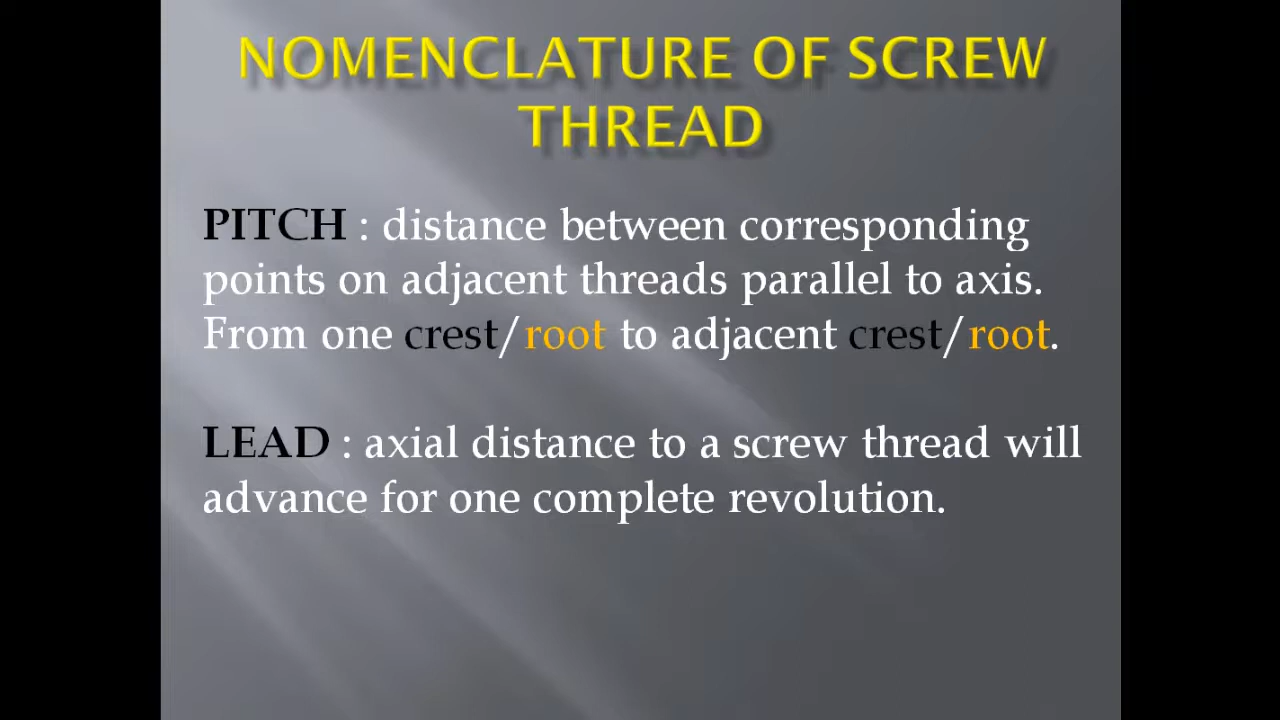 NOMENCLATURE OF SCREW
THREAD
PITCH : distance between corresponding
points on adjacent threads parallel to axis.
From one crest/root to adjacent crest/root.
LEAD : axial distance to a screw thread will
advance for one complete revolution.